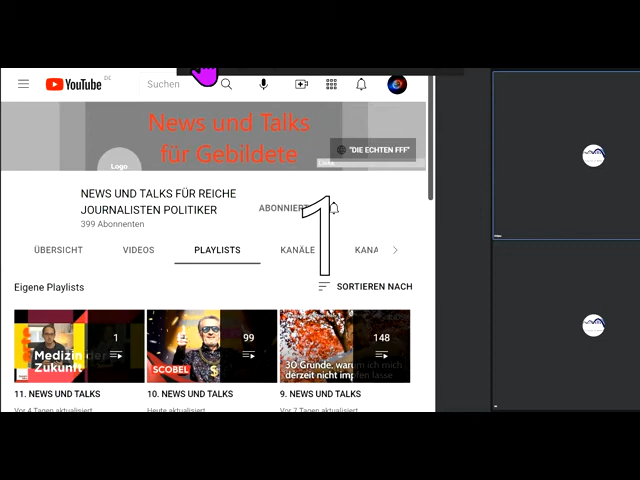 YouTube DE
Suchen
News und Talks
für Gebildete
Logo
"DIE ECHTEN FFF"
NEWS UND TALKS FÜR REICHE
JOURNALISTEN POLITIKER
399 Abonnenten
ABONNIERT
1
ÜBERSICHT
VIDEOS
PLAYLISTS
KANÄLE
KANA
Eigene Playlists
SORTIEREN NACH
1
Medizin der
Zukunft
99
SCOBEL
148
30 Gründe, warum ich mich
derzeit nicht impfen lasse
11. NEWS UND TALKS
10. NEWS UND TALKS
9. NEWS UND TALKS
Vor 4 Tagen aktualisiert
Heute aktualisiert
Vor 7 Tagen aktualisiert